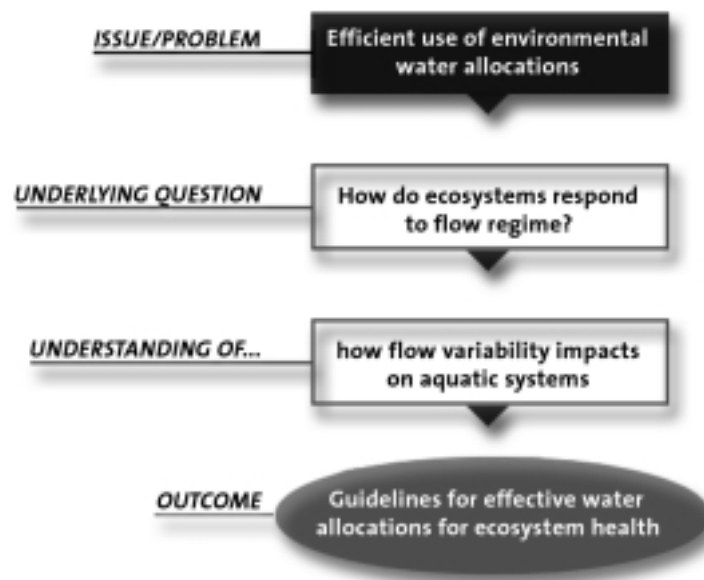 ISSUE/PROBLEM
Efficient use of environmental
water allocations
UNDERLYING QUESTION
How do ecosystems respond
to flow regime?
UNDERSTANDING OF...
how flow variability impacts
on aquatic systems
OUTCOME
Guidelines for effective water
allocations for ecosystem health